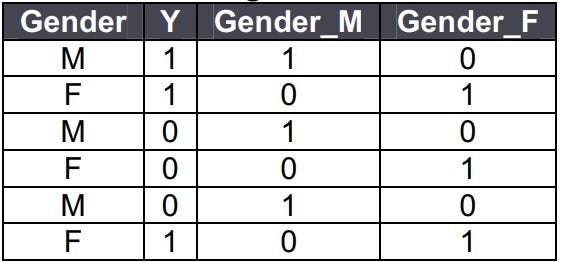 Gender Y Gender_M Gender_F
M 1 1 0
F 1 0 1
M 0 1 0
F 0 0 1
M 0 1 0
F 1 0 1